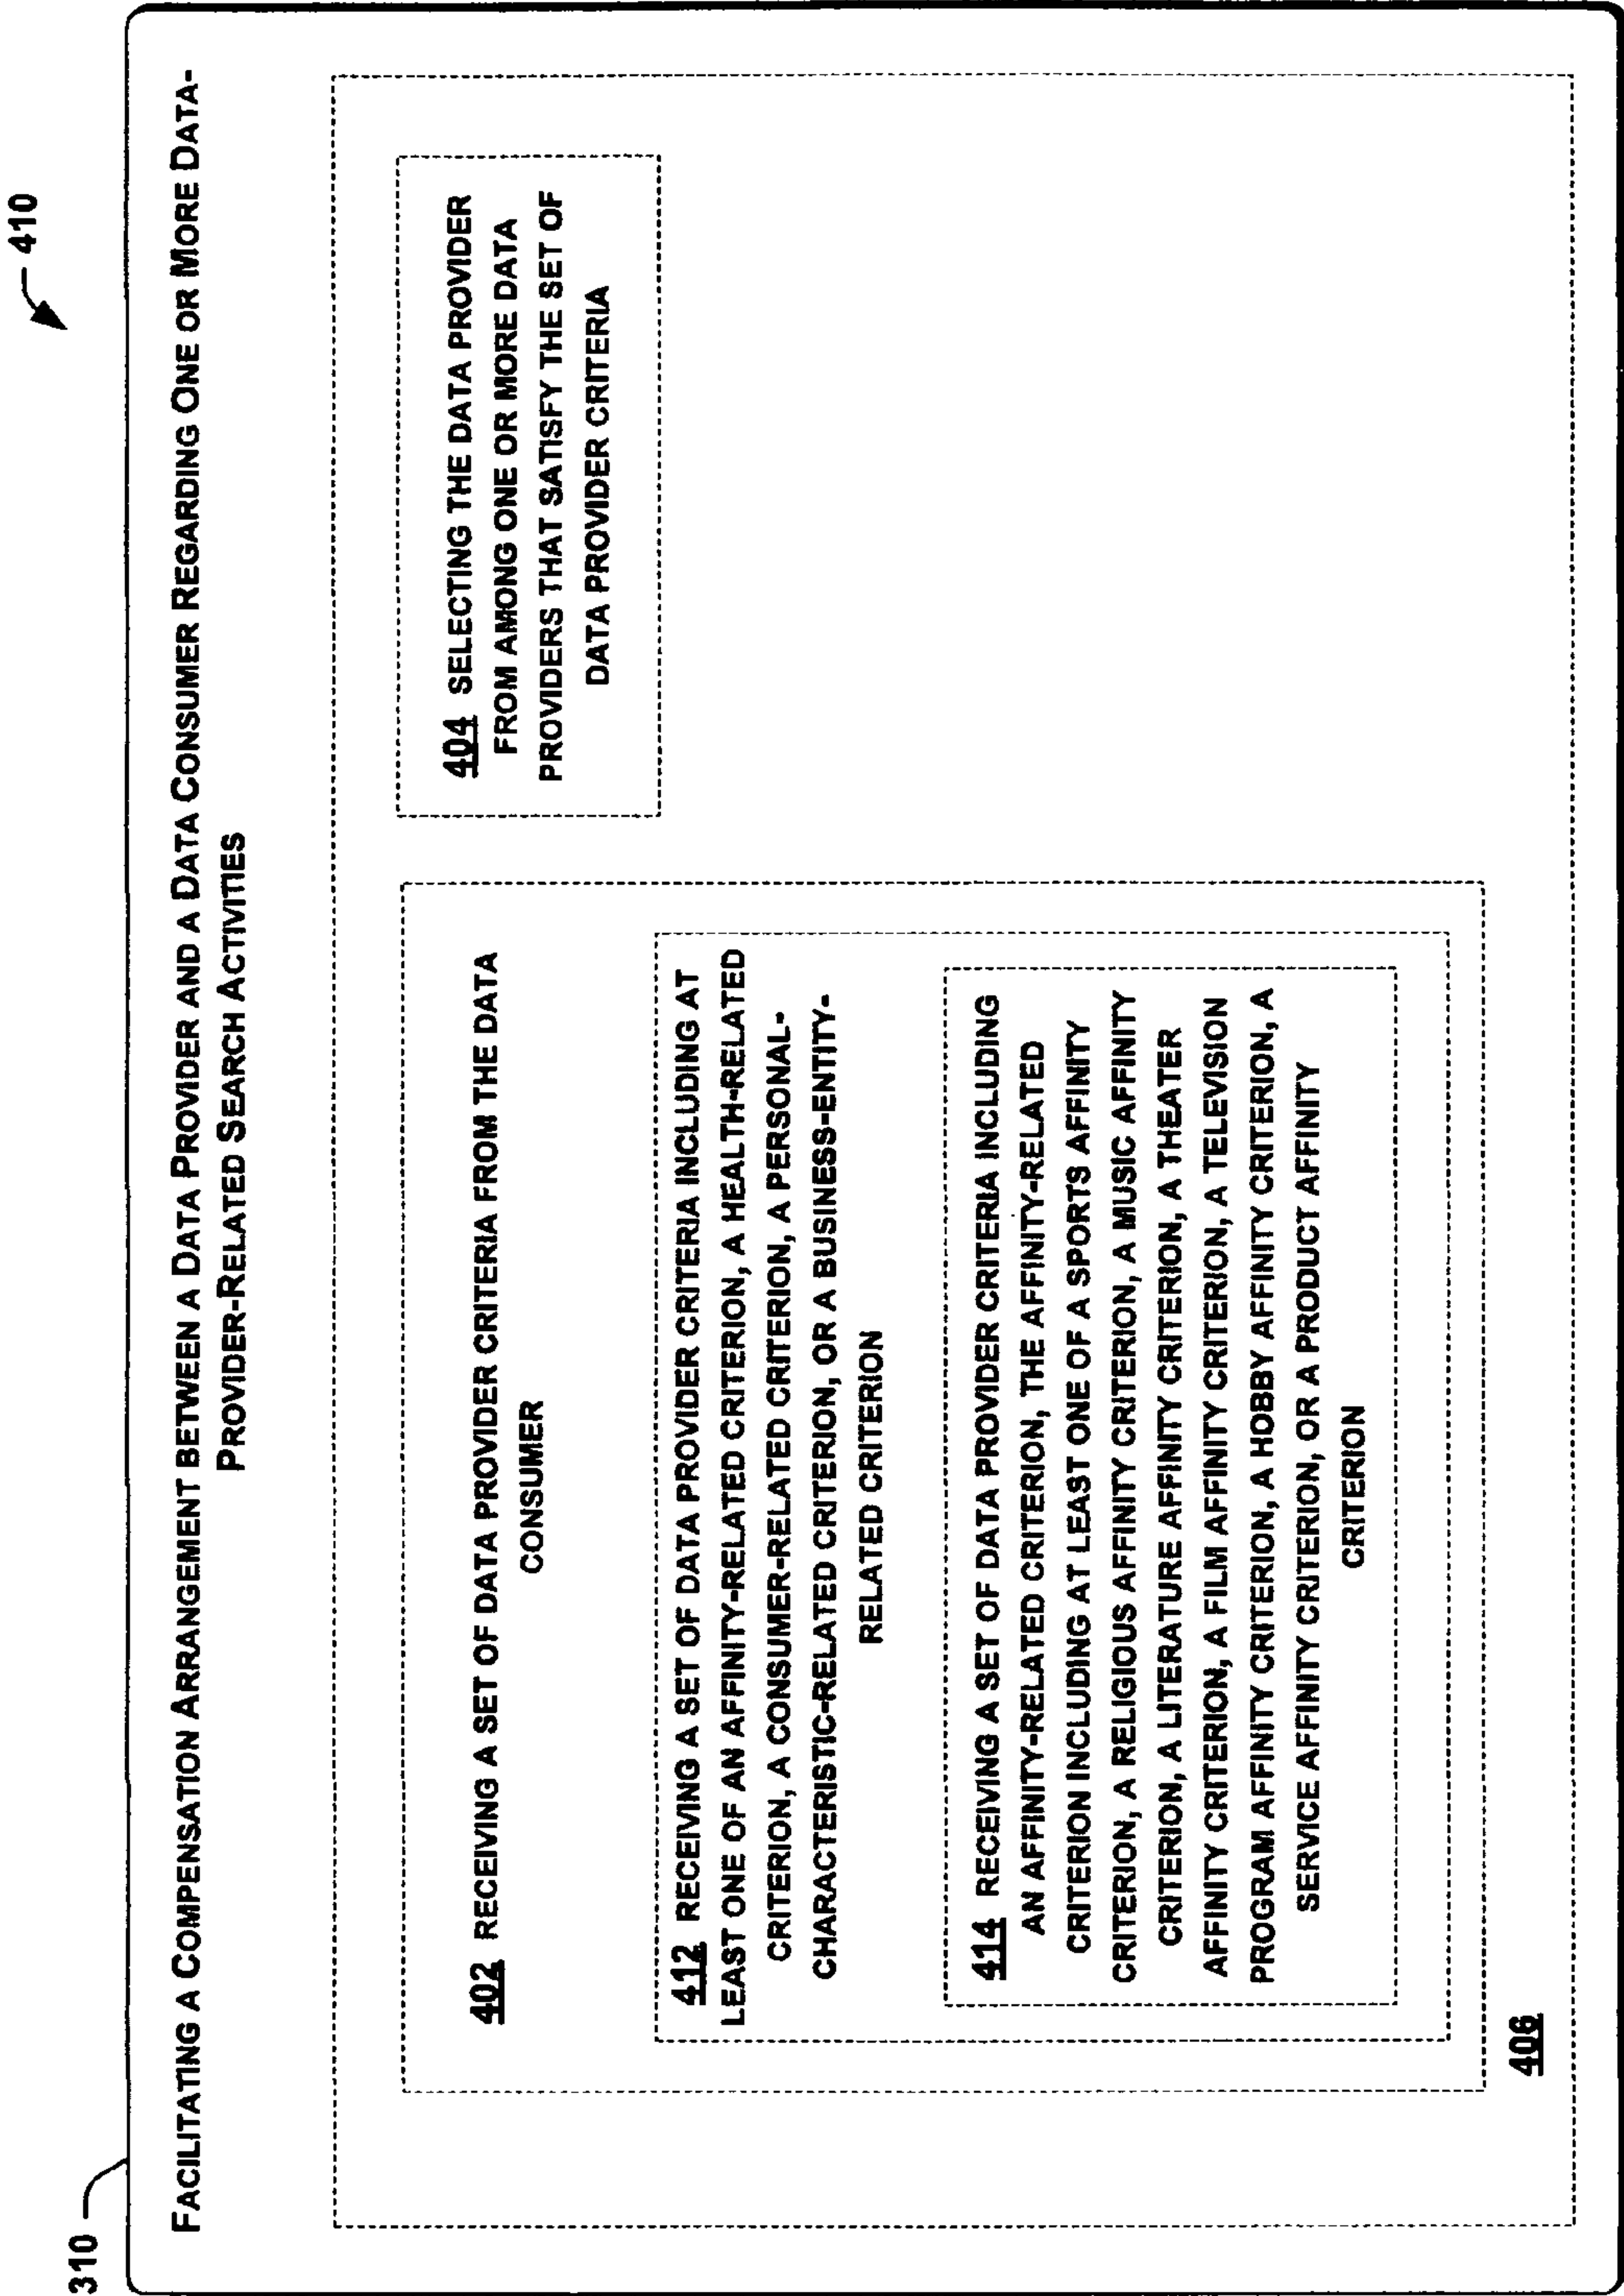 410
310
FACILITATING A COMPENSATION ARRANGEMENT BETWEEN A DATA PROVIDER AND A DATA CONSUMER REGARDING ONE OR MORE DATA-
PROVIDER-RELATED SEARCH ACTIVITIES
402 RECEIVING A SET OF DATA PROVIDER CRITERIA FROM THE DATA
CONSUMER
412 RECEIVING A SET OF DATA PROVIDER CRITERIA INCLUDING AT
LEAST ONE OF AN AFFINITY-RELATED CRITERION, A HEALTH-RELATED
CRITERION, A CONSUMER-RELATED CRITERION, A PERSONAL-
CHARACTERISTIC-RELATED CRITERION, OR A BUSINESS-ENTITY-
RELATED CRITERION
414 RECEIVING A SET OF DATA PROVIDER CRITERIA INCLUDING
AN AFFINITY-RELATED CRITERION, THE AFFINITY-RELATED
CRITERION INCLUDING AT LEAST ONE OF A SPORTS AFFINITY
CRITERION, A RELIGIOUS AFFINITY CRITERION, A MUSIC AFFINITY
CRITERION, A LITERATURE AFFINITY CRITERION, A THEATER
AFFINITY CRITERION, A FILM AFFINITY CRITERION, A TELEVISION
PROGRAM AFFINITY CRITERION, A HOBBY AFFINITY CRITERION, A
SERVICE AFFINITY CRITERION, OR A PRODUCT AFFINITY
CRITERION
404 SELECTING THE DATA PROVIDER
FROM AMONG ONE OR MORE DATA
PROVIDERS THAT SATISFY THE SET OF
DATA PROVIDER CRITERIA
406